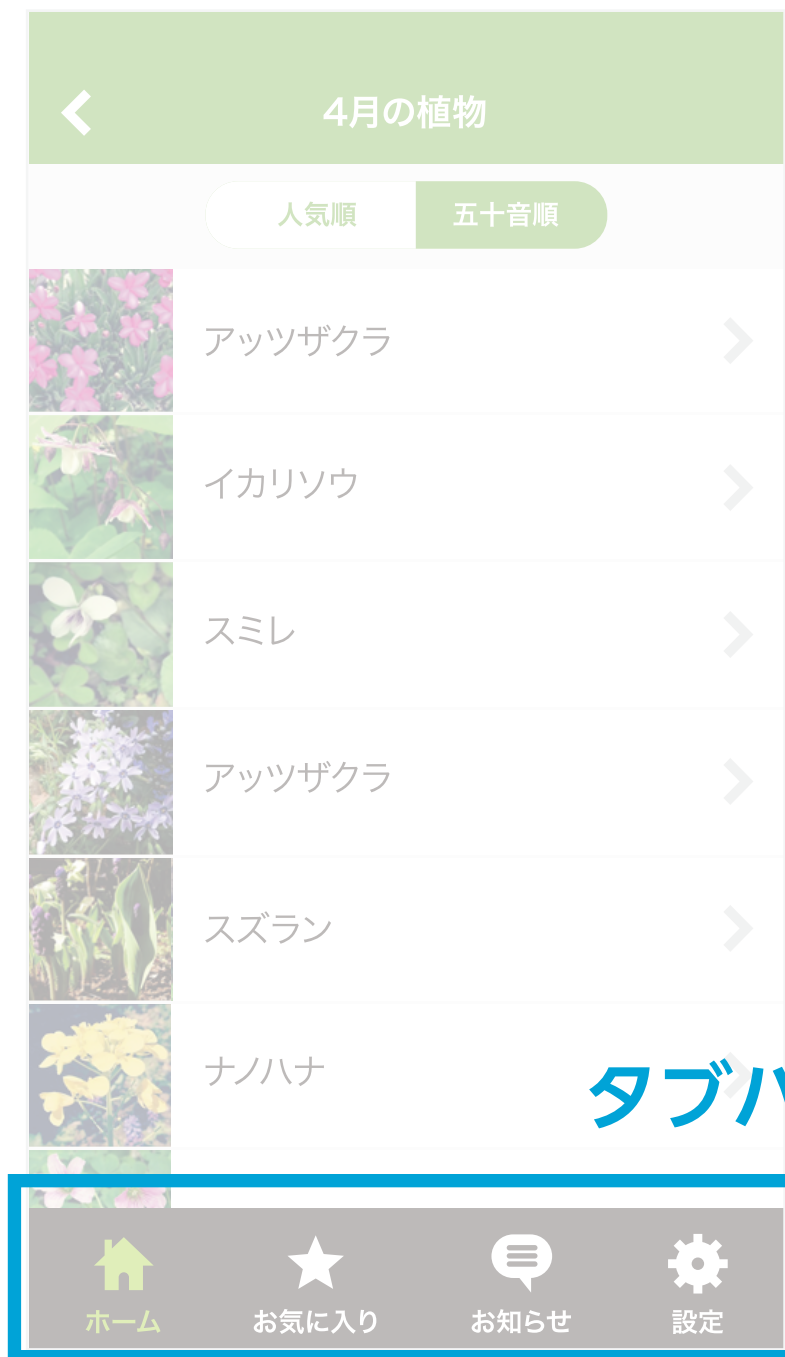 4月の植物
人気順 五十音順
アッツザクラ
イカリソウ
スミレ
アッツザクラ
スズラン
ナノハナ
タブ
ホーム お気に入り お知らせ 設定